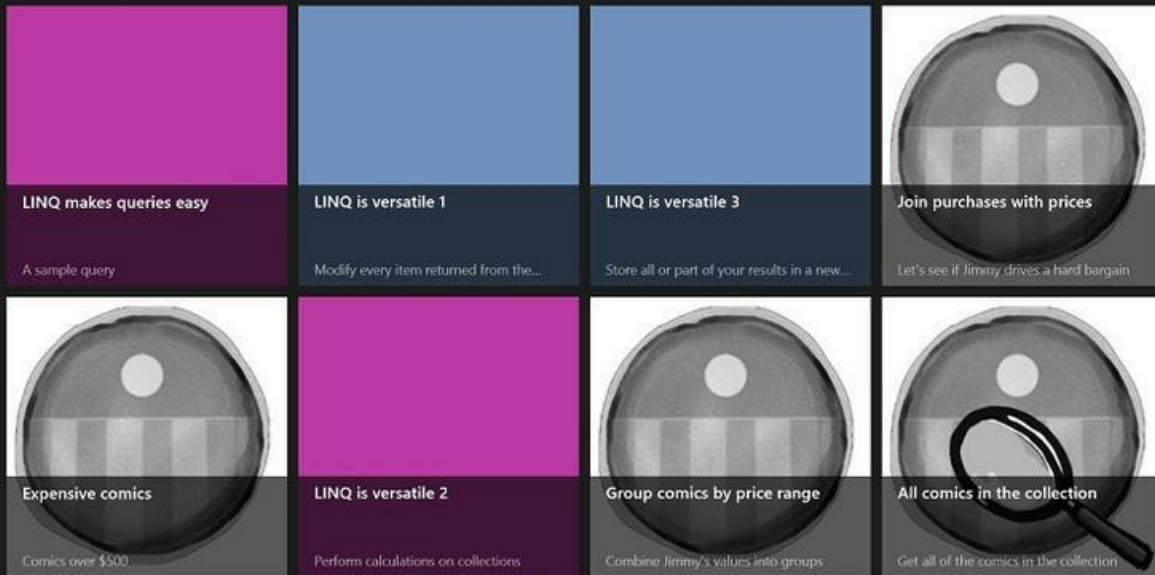 LINQ makes queries easy
A sample query
LINQ is versatile 1
Modify every item returned from the...
LINQ is versatile 3
Store all or part of your results in a new...
Join purchases with prices
Let's see if Jimmy drives a hard bargain
Expensive comics
Comics over $500
LINQ is versatile 2
Perform calculations on collections
Group comics by price range
Combine Jimmy's values into groups
All comics in the collection
Get all of the comics in the collection